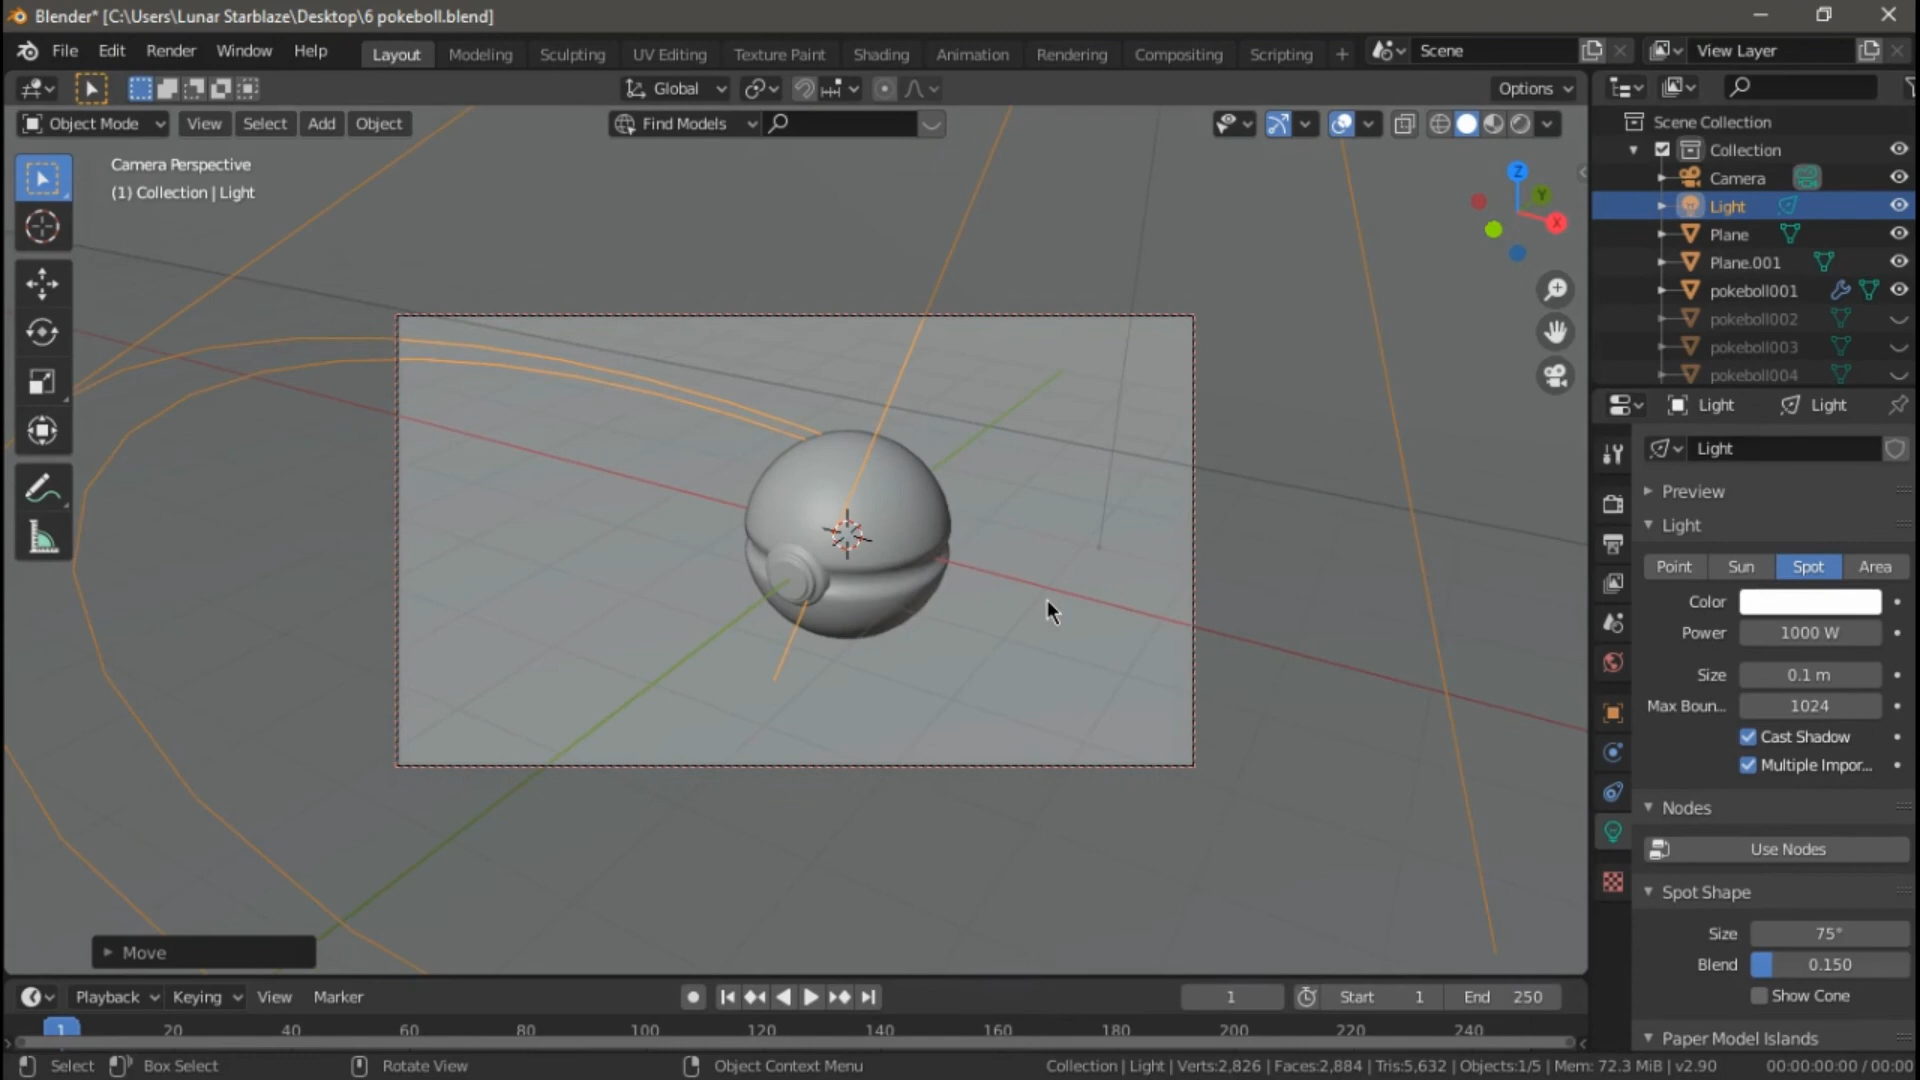 Blender* [C:\Users\Lunar Starblaze\Desktop\6 pokeboll.blend]
File Edit Render Window Help Layout Modeling Sculpting UV Editing Texture Paint Shading Animation Rendering Compositing Scripting + Scene View Layer
Global Options
Object Mode View Select Add Object Find Models
Camera Perspective
(1) Collection | Light
Z
Y
X
Scene Collection
Collection
Camera
Light
Plane
Plane.001
pokeboll001
pokeboll002
pokeboll003
pokeboll004
Light Light
Light
Preview
Light
Point Sun Spot Area
Color
Power 1000 W
Size 0.1 m
Max Boun... 1024
Cast Shadow
Multiple Impor...
Nodes
Use Nodes
Spot Shape
Size 75°
Blend 0.150
Show Cone
Paper Model Islands
Move
Playback Keying View Marker 1 Start 1 End 250
1 20 40 60 80 100 120 140 160 180 200 220 240
Select Box Select Rotate View Object Context Menu Collection | Light | Verts:2,826 | Faces:2,884 | Tris:5,632 | Objects:1/5 | Mem: 72.3 MiB | v2.90 00:00:00:00 / 00:00